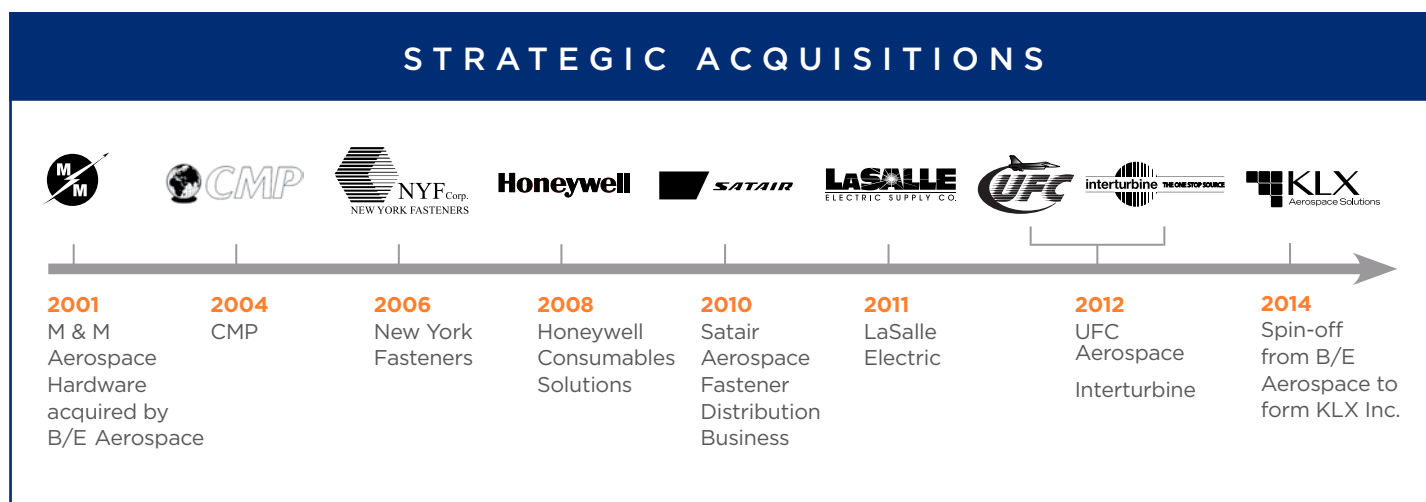 STRATEGIC ACQUISITIONS
M
M
CMP
NYF Corp.
NEW YORK FASTENERS
Honeywell
SATAIR
LASALLE
ELECTRIC SUPPLY CO.
UFC
interturbine THE ONE STOP SOURCE
KLX
Aerospace Solutions
2001
M & M
Aerospace
Hardware
acquired by
B/E Aerospace
2004
CMP
2006
New York
Fasteners
2008
Honeywell
Consumables
Solutions
2010
Satair
Aerospace
Fastener
Distribution
Business
2011
LaSalle
Electric
2012
UFC
Aerospace
Interturbine
2014
Spin-off
from B/E
Aerospace to
form KLX Inc.